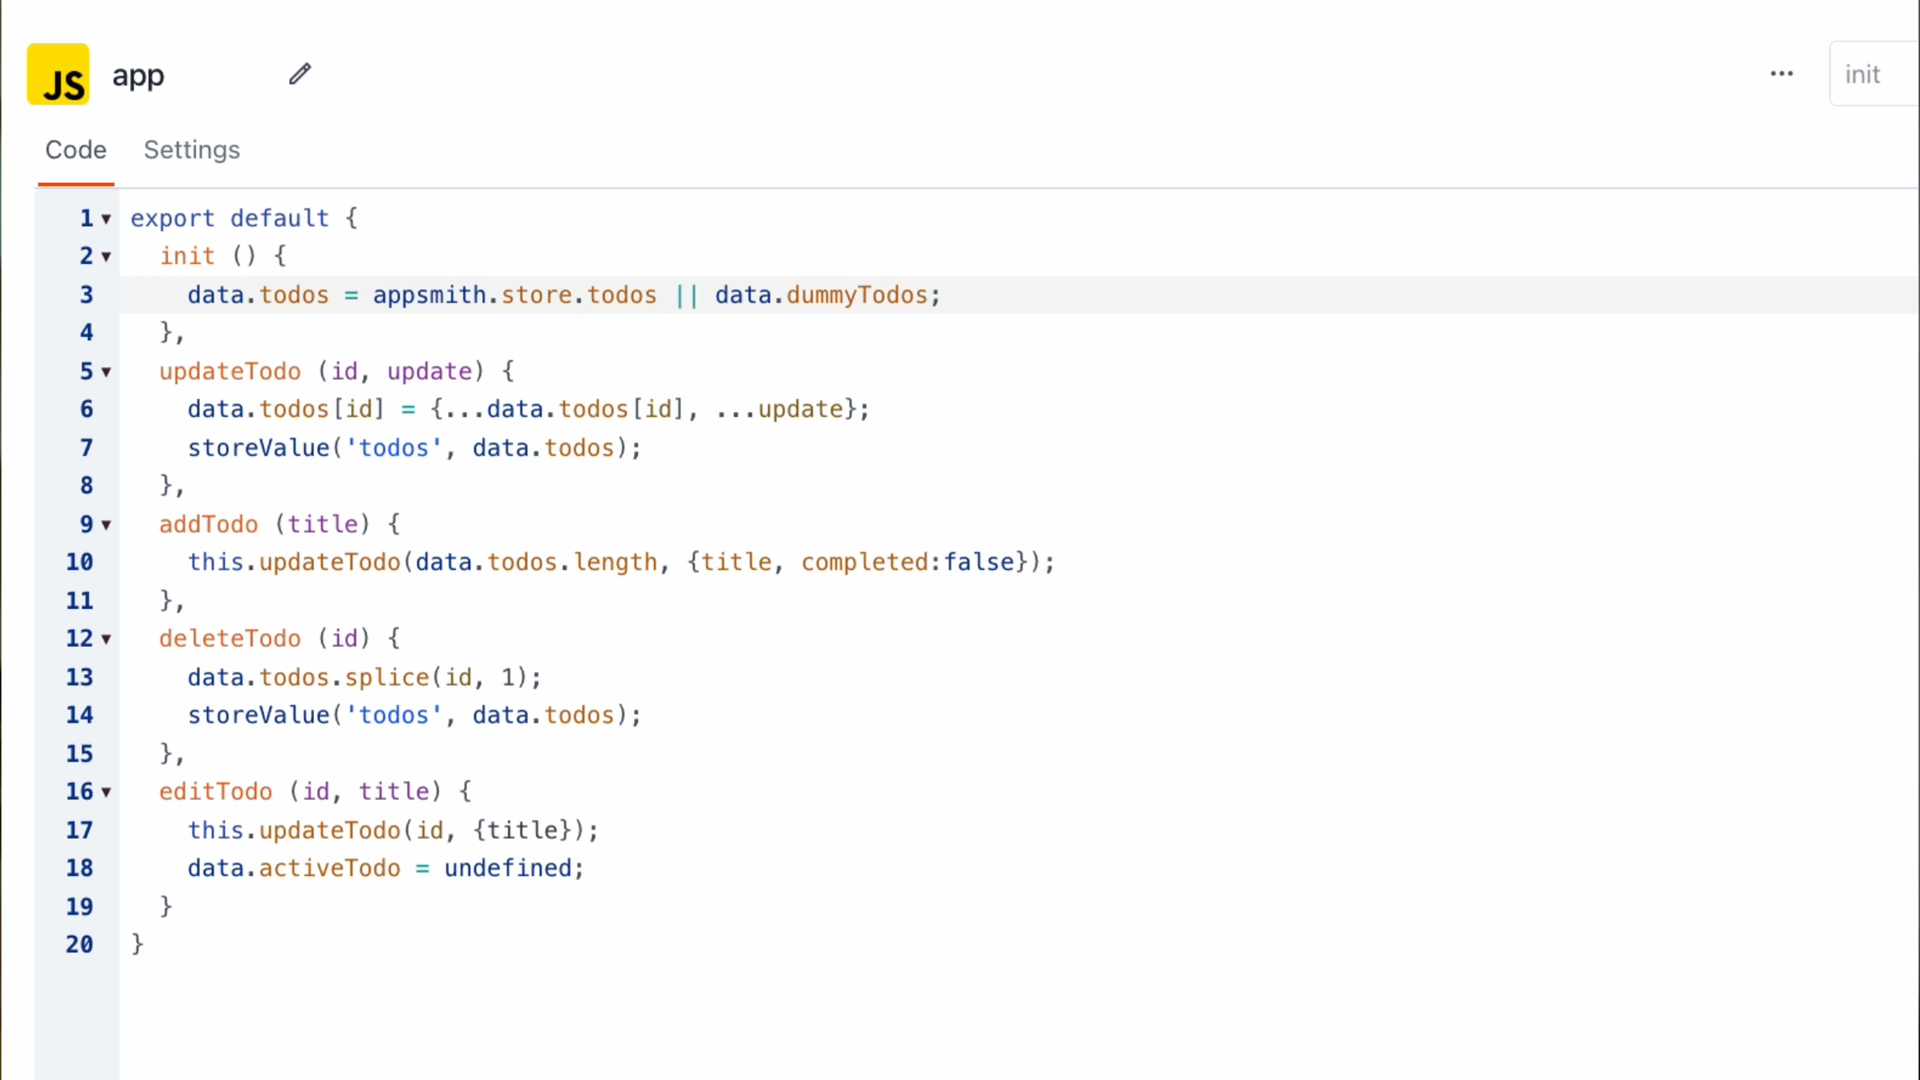 JS app
init
Code Settings
1 export default {
2 init () {
3 data.todos = appsmith.store.todos || data.dummyTodos;
4 },
5 updateTodo (id, update) {
6 data.todos[id] = {...data.todos[id], ...update};
7 storeValue('todos', data.todos);
8 },
9 addTodo (title) {
10 this.updateTodo(data.todos.length, {title, completed:false});
11 },
12 deleteTodo (id) {
13 data.todos.splice(id, 1);
14 storeValue('todos', data.todos);
15 },
16 editTodo (id, title) {
17 this.updateTodo(id, {title});
18 data.activeTodo = undefined;
19 }
20 }